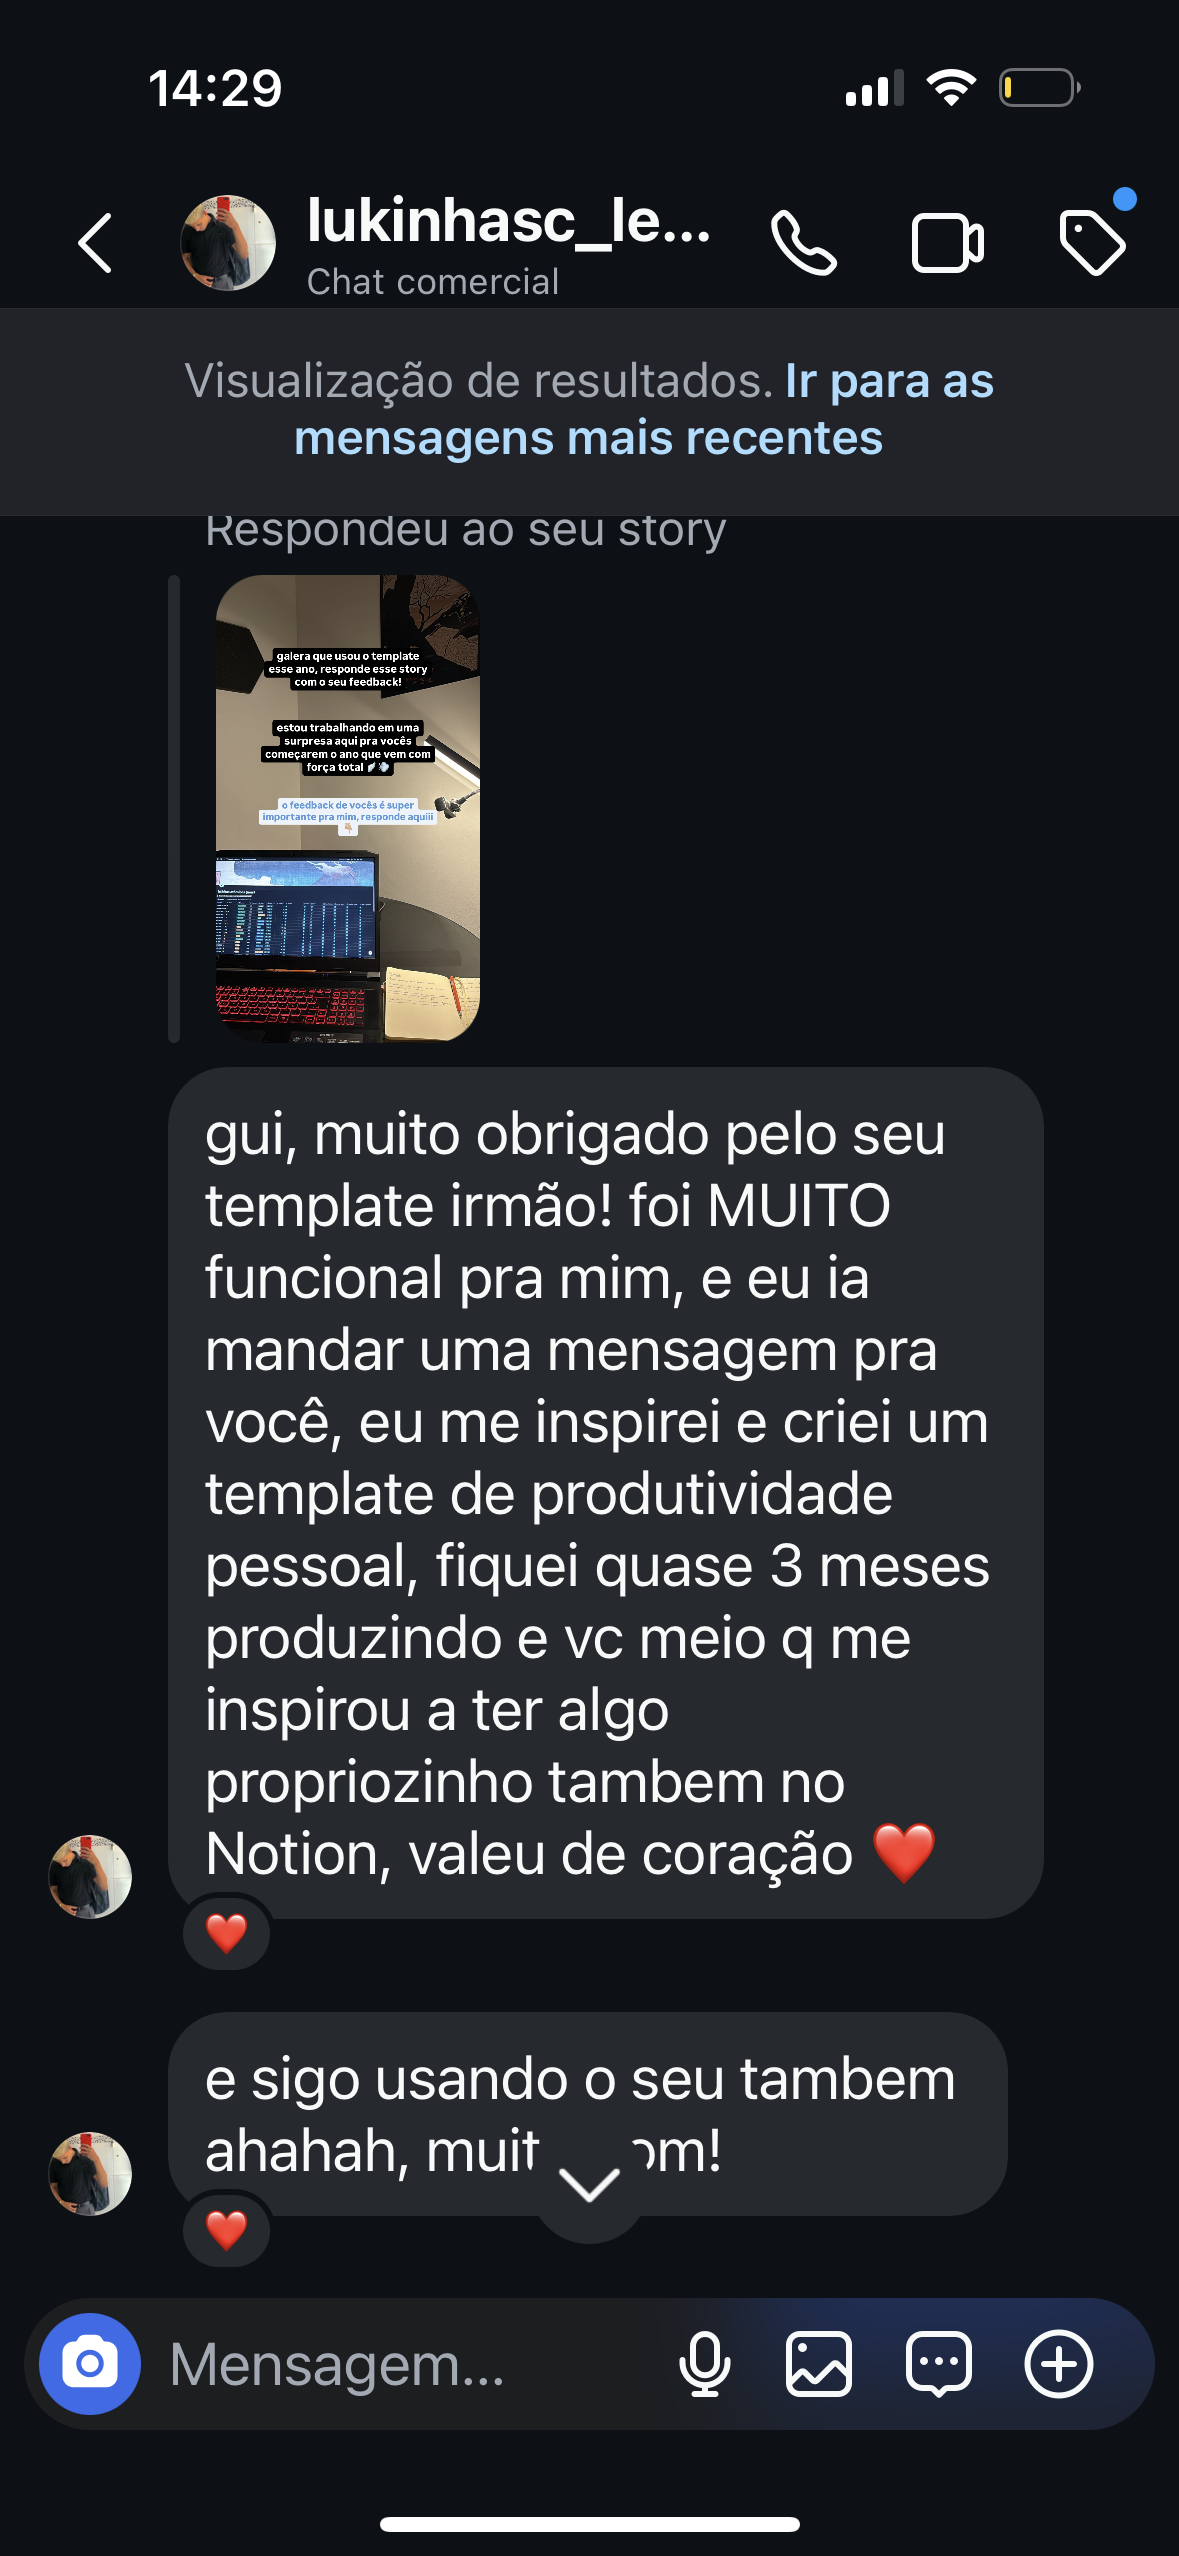 14:29
lukinhasc_le...
Chat comercial
Visualização de resultados. Ir para as
mensagens mais recentes
Respondeu ao seu story
galera que usou o template
esse ano, responde esse story
com o seu feedback!
estou trabalhando em uma
surpresa aqui pra vocês
começarem o ano que vem com
força total
o feedback de vocês é super
importante pra mim, responde aquiii
gui, muito obrigado pelo seu
template irmão! foi MUITO
funcional pra mim, e eu ia
mandar uma mensagem pra
você, eu me inspirei e criei um
template de produtividade
pessoal, fiquei quase 3 meses
produzindo e vc meio q me
inspirou a ter algo
propriozinho tambem no
Notion, valeu de coração ❤️
❤️
e sigo usando o seu tambem
ahahah, muit om!
❤️
Mensagem...